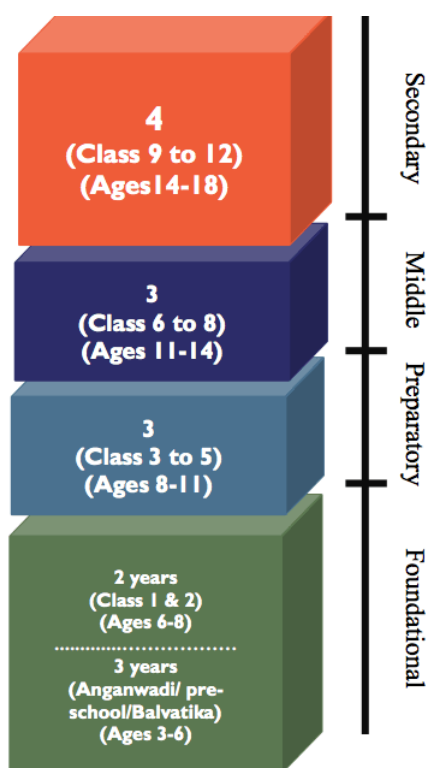 4
(Class 9 to 12)
(Ages14-18)
Secondary
3
(Class 6 to 8)
(Ages 11-14)
Middle
3
(Class 3 to 5)
(Ages 8-11)
Preparatory
2 years
(Class 1 & 2)
(Ages 6-8)
...................................
3 years
(Anganwadi/ pre-
school/Balvatika)
(Ages 3-6)
Foundational